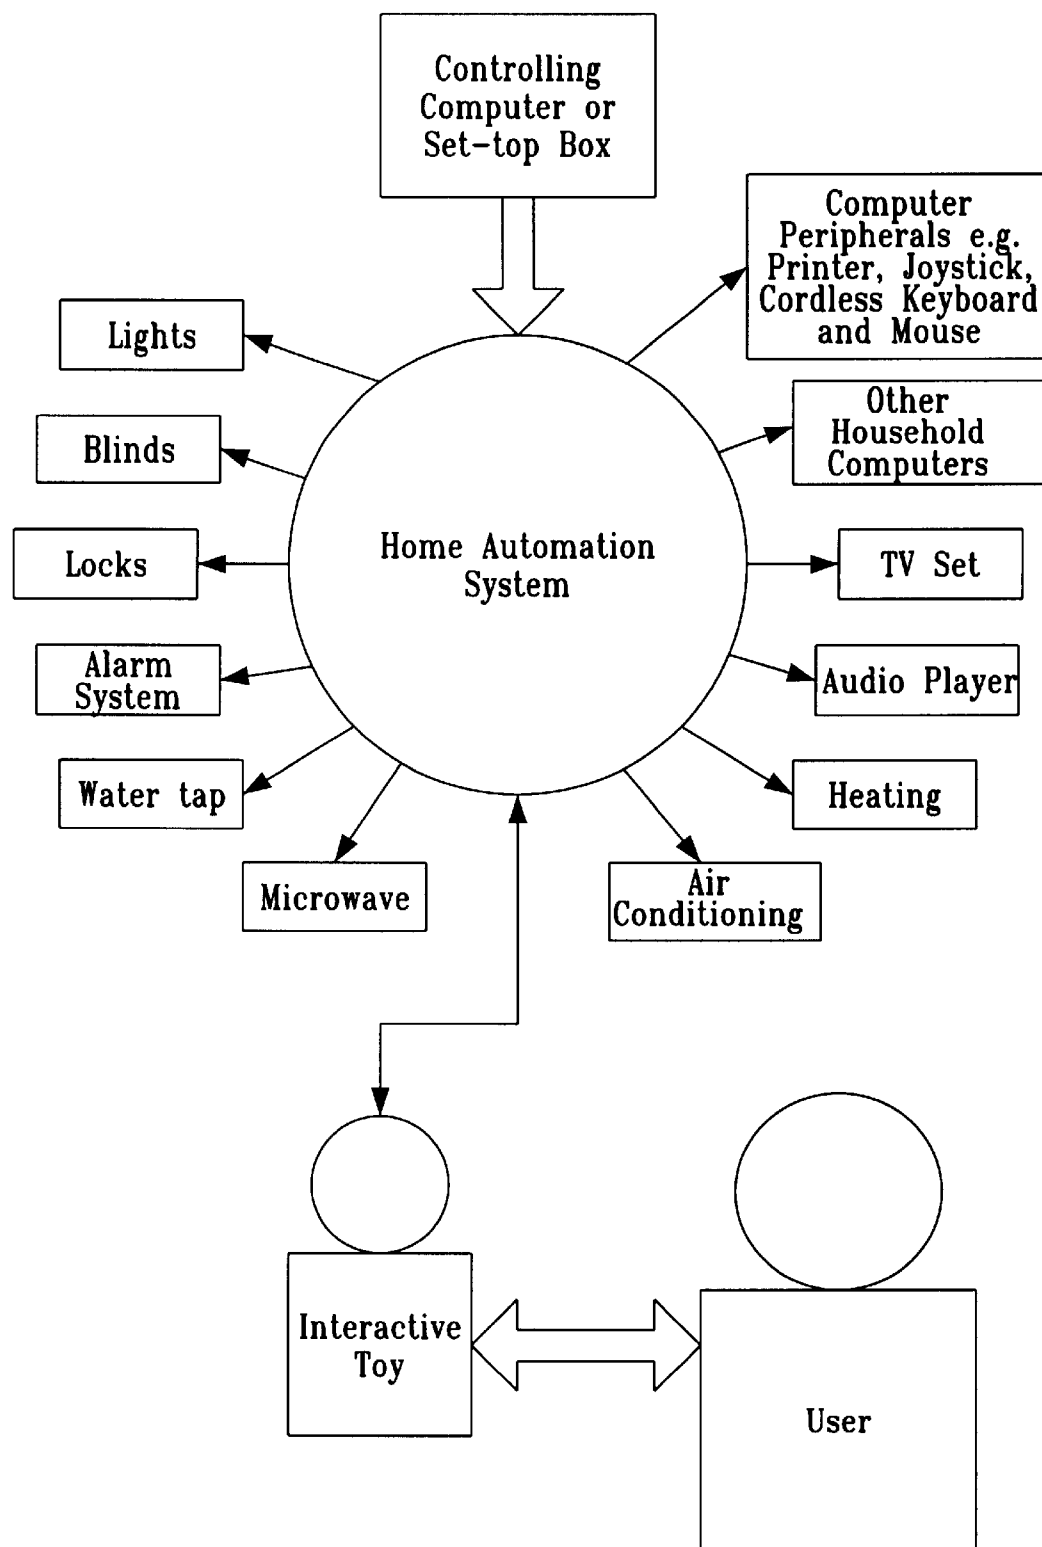 Controlling
Computer or
Set-top Box
Computer
Peripherals e.g.
Printer, Joystick,
Cordless Keyboard
and Mouse
Lights
Other
Household
Computers
Blinds
Home Automation
System
Locks
TV Set
Alarm
System
Audio Player
Water tap
Heating
Microwave
Air
Conditioning
Interactive
Toy
User